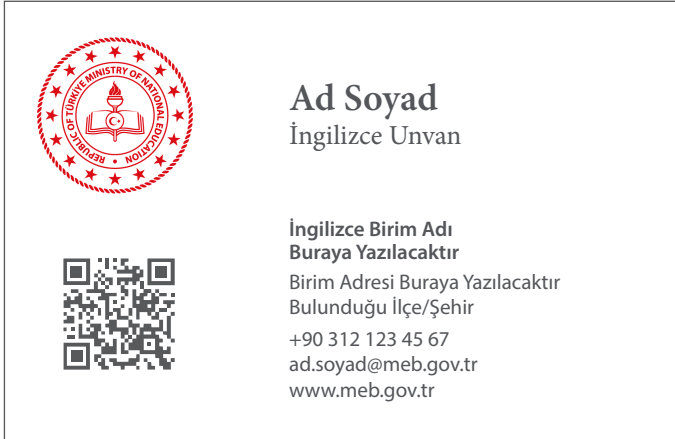 REPUBLIC OF TÜRKİYE MINISTRY OF NATIONAL EDUCATION
Ad Soyad
İngilizce Unvan
İngilizce Birim Adı
Buraya Yazılacaktır
Birim Adresi Buraya Yazılacaktır
Bulunduğu İlçe/Şehir
+90 312 123 45 67
ad.soyad@meb.gov.tr
www.meb.gov.tr